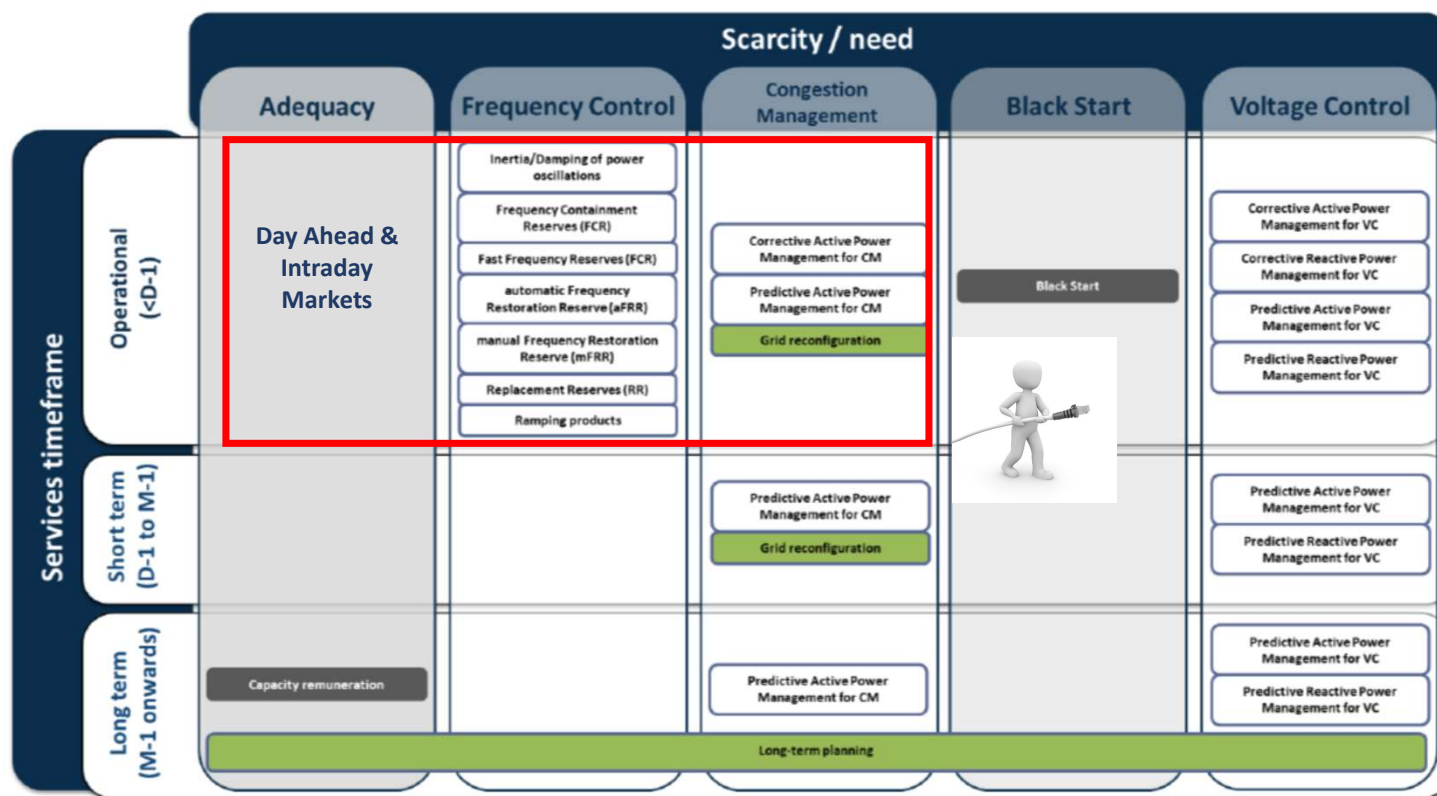 Scarcity / need
Adequacy
Frequency Control
Congestion
Management
Black Start
Voltage Control
Services timeframe
Operational
(<D-1)
Day Ahead &
Intraday
Markets
Inertia/Damping of power
oscillations
Frequency Containment
Reserves (FCR)
Fast Frequency Reserves (FCR)
automatic Frequency
Restoration Reserve (aFRR)
manual Frequency Restoration
Reserve (mFRR)
Replacement Reserves (RR)
Ramping products
Corrective Active Power
Management for CM
Predictive Active Power
Management for CM
Grid reconfiguration
Black Start
Corrective Active Power
Management for VC
Corrective Reactive Power
Management for VC
Predictive Active Power
Management for VC
Predictive Reactive Power
Management for VC
Short term
(D-1 to M-1)
Predictive Active Power
Management for CM
Grid reconfiguration
Predictive Active Power
Management for VC
Predictive Reactive Power
Management for VC
Long term
(M-1 onwards)
Capacity remuneration
Predictive Active Power
Management for CM
Predictive Active Power
Management for VC
Predictive Reactive Power
Management for VC
Long-term planning